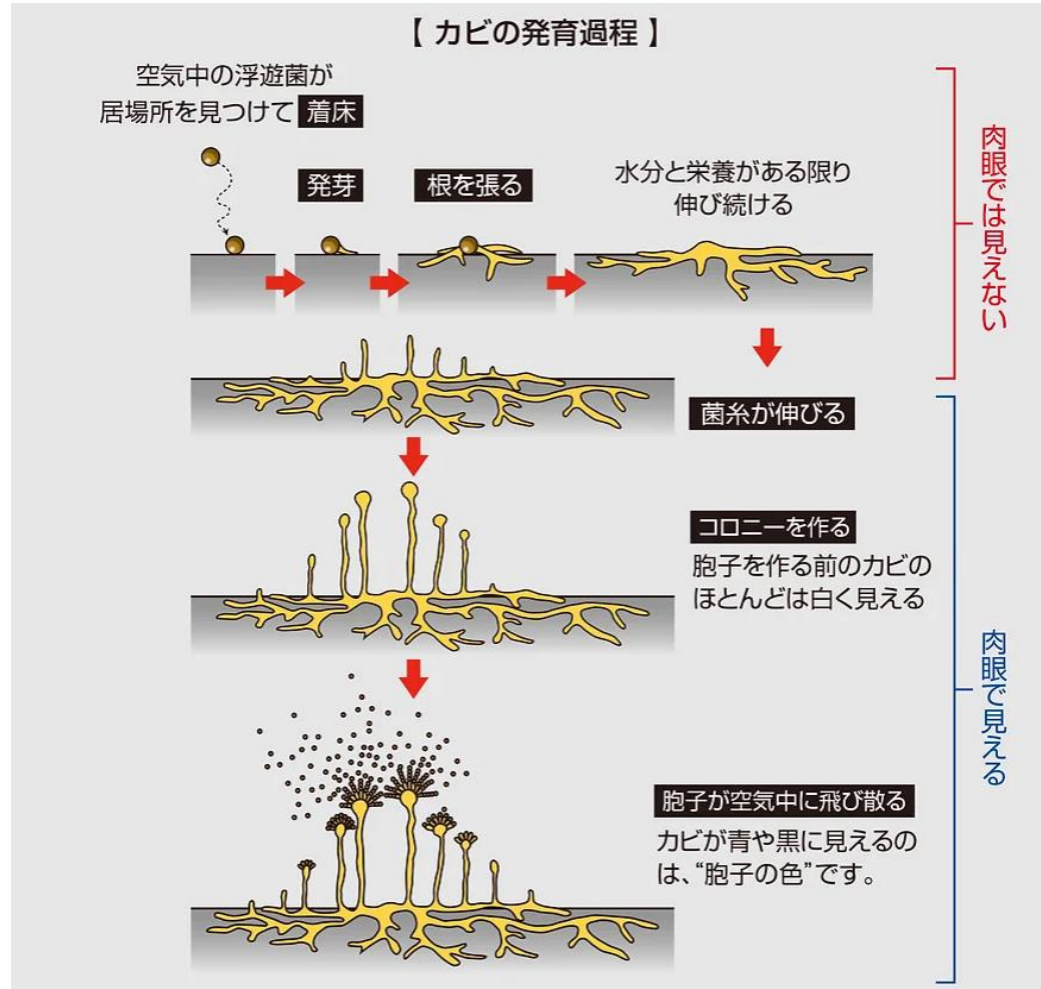 【 カビの発育過程 】
空気中の浮遊菌が
居場所を見つけて 着床
発芽
根を張る
水分と栄養がある限り
伸び続ける
肉眼では見えない
菌糸が伸びる
コロニーを作る
胞子を作る前のカビの
ほとんどは白く見える
肉眼で見える
胞子が空気中に飛び散る
カビが青や黒に見えるの
は、“胞子の色”です。